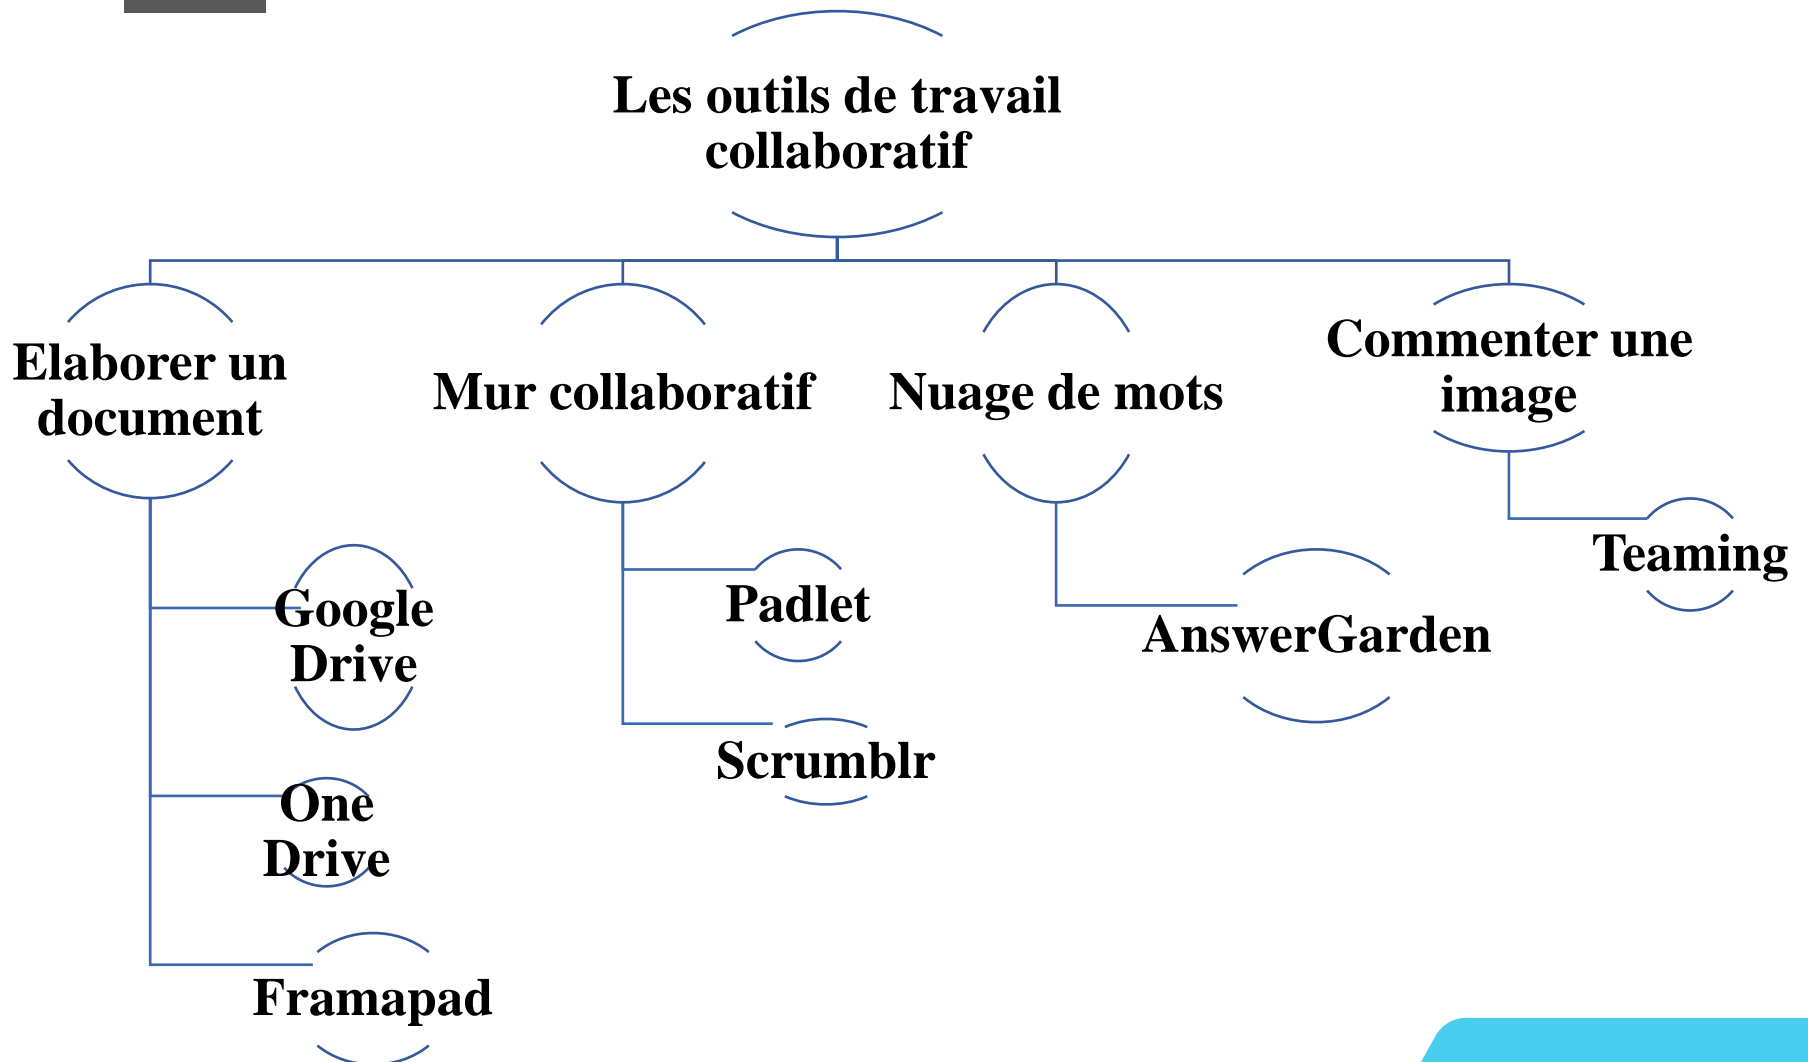 Les outils de travail
collaboratif
Elaborer un
document
Mur collaboratif
Nuage de mots
Commenter une
image
Google
Drive
One
Drive
Framapad
Padlet
Scrumblr
AnswerGarden
Teaming